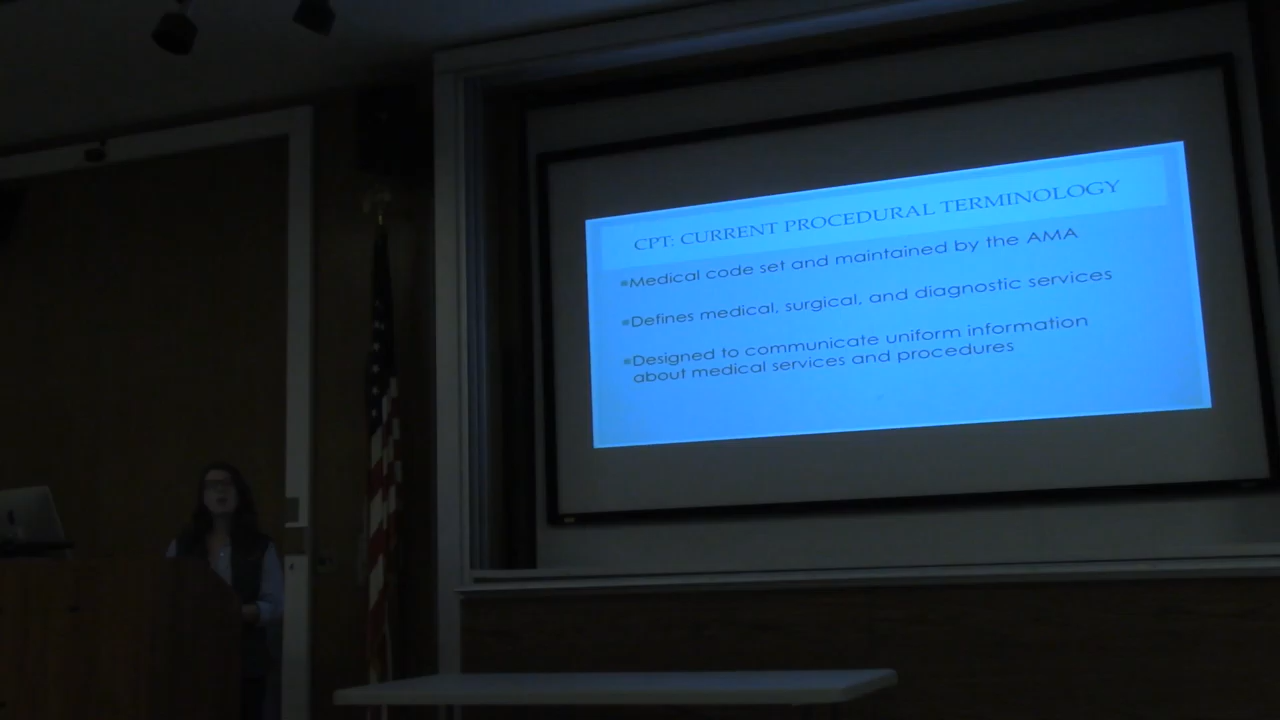 CPT: CURRENT PROCEDURAL TERMINOLOGY
•Medical code set and maintained by the AMA
•Defines medical, surgical, and diagnostic services
•Designed to communicate uniform information
about medical services and procedures